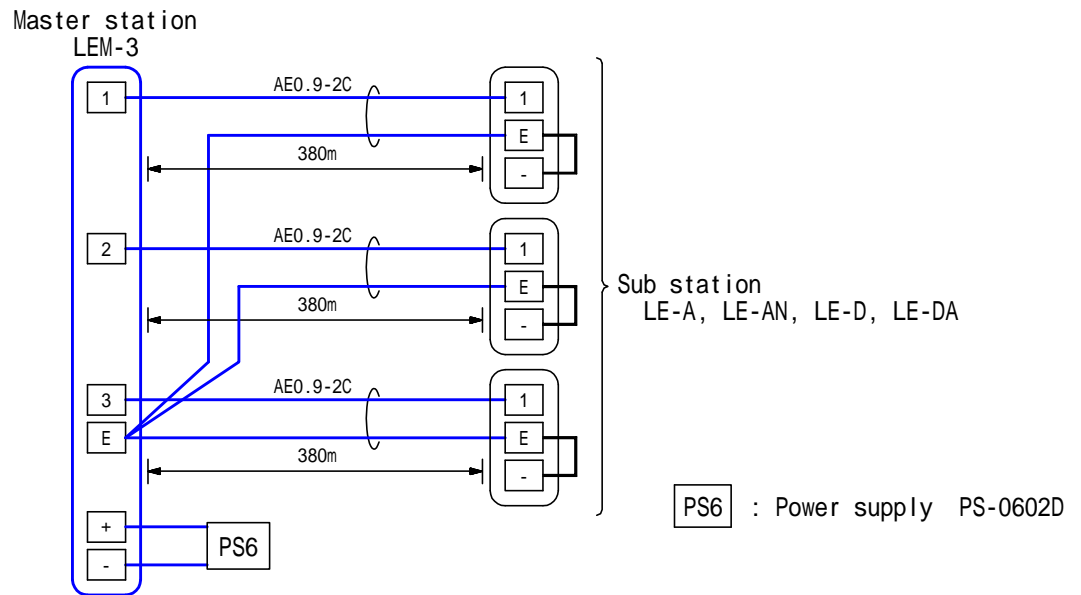 Master station
LEM-3
1
AE0.9-2C
1
E
380m
-
2
AE0.9-2C
1
E
380m
-
Sub station
LE-A, LE-AN, LE-D, LE-DA
3
AE0.9-2C
1
E
E
380m
-
PS6 : Power supply PS-0602D
+
PS6
-